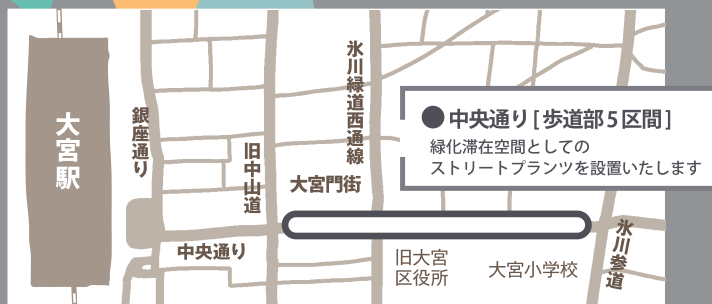 大宮駅
銀座通り
旧中山道
氷川緑道西通線
大宮門街
中央通り
●中央通り [ 歩道部5区間 ]
緑化滞在空間としての
ストリートプランツを設置いたします
旧大宮
区役所
大宮小学校
氷川参道